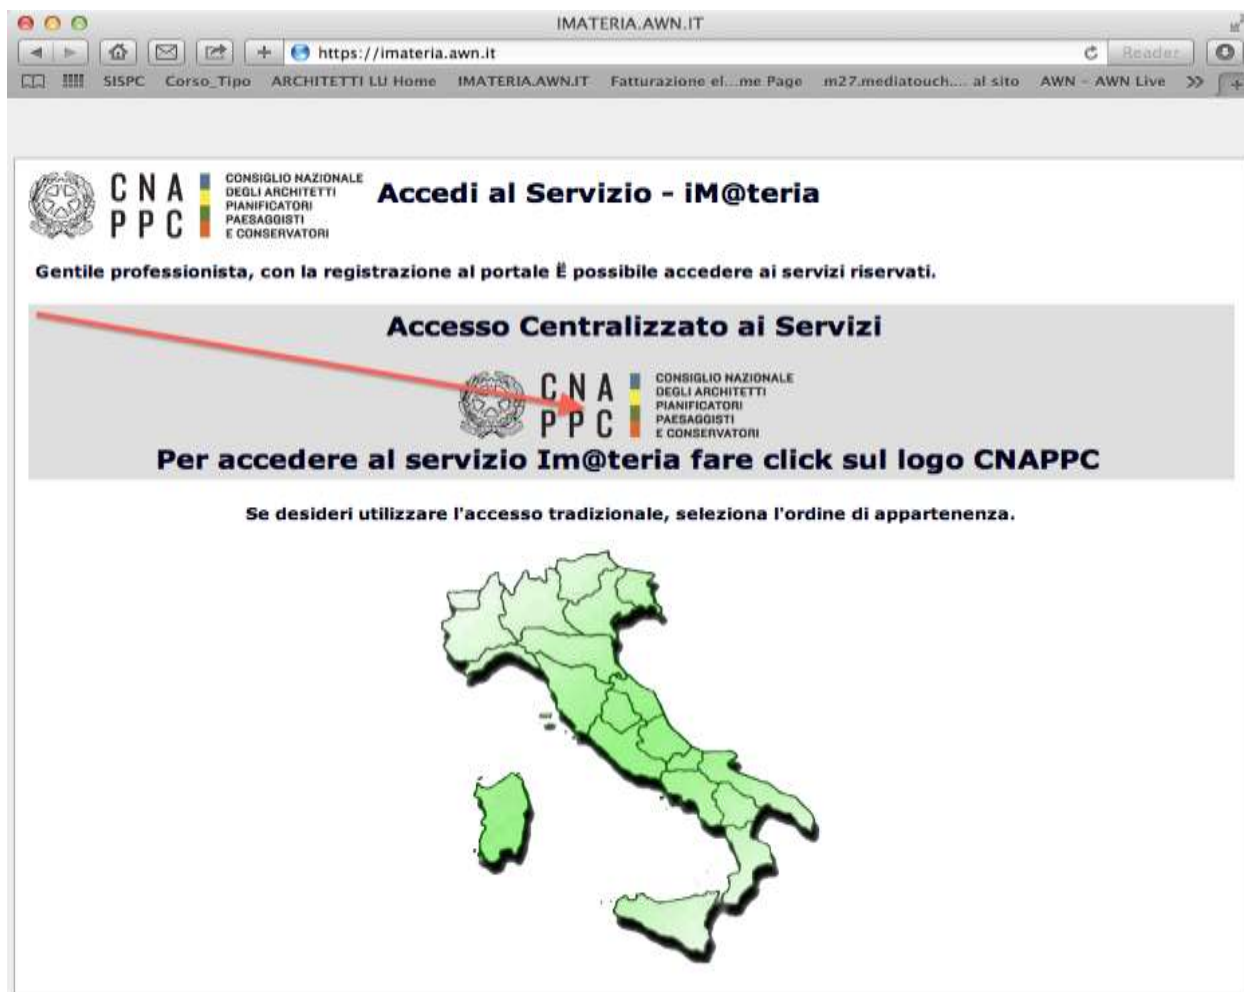 IMATERIA.AWN.IT
https://imateria.awn.it
Reader
SISPC Corso_Tipo ARCHITETTI LU Home IMATERIA.AWN.IT Fatturazione el...me Page m27.mediatouch.... al sito AWN - AWN Live >>
CNA
PPC
CONSIGLIO NAZIONALE
DEGLI ARCHITETTI
PIANIFICATORI
PAESAGGISTI
E CONSERVATORI
Accedi al Servizio - iM@teria
Gentile professionista, con la registrazione al portale Ë possibile accedere ai servizi riservati.
Accesso Centralizzato ai Servizi
CNA
PPC
CONSIGLIO NAZIONALE
DEGLI ARCHITETTI
PIANIFICATORI
PAESAGGISTI
E CONSERVATORI
Per accedere al servizio Im@teria fare click sul logo CNAPPC
Se desideri utilizzare l'accesso tradizionale, seleziona l'ordine di appartenenza.